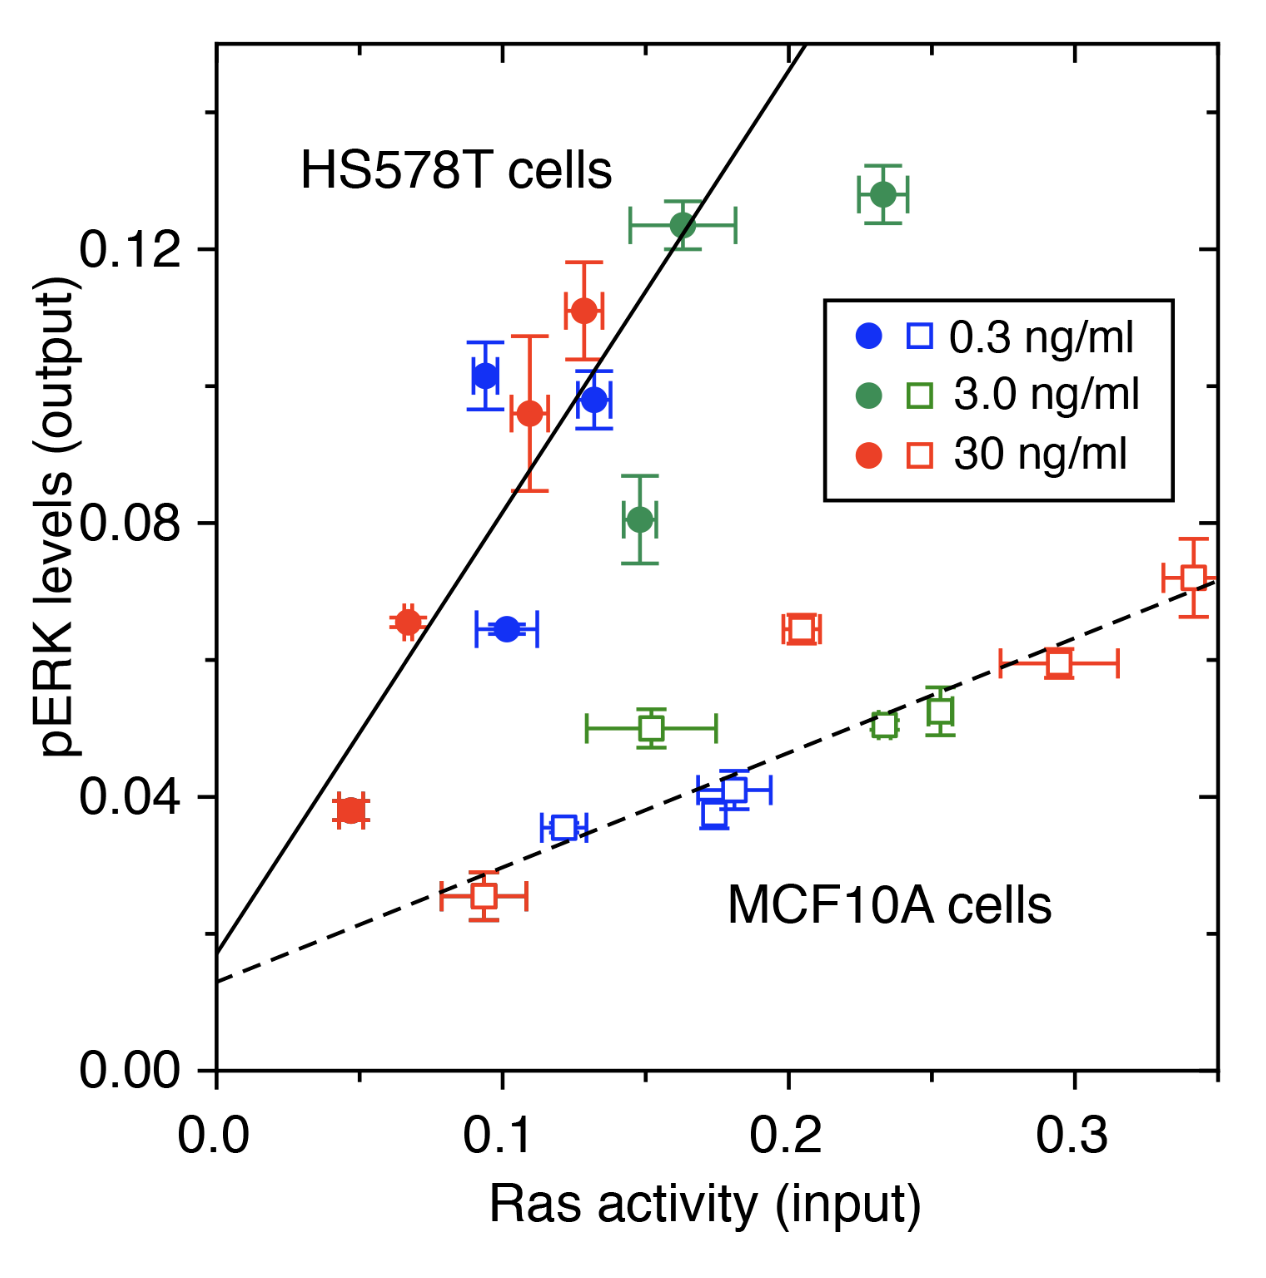 HS578T cells
0.12
0.3 ng/ml
3.0 ng/ml
30 ng/ml
pERK levels (output)
0.08
0.04
MCF10A cells
0.00
0.0 0.1 0.2 0.3
Ras activity (input)